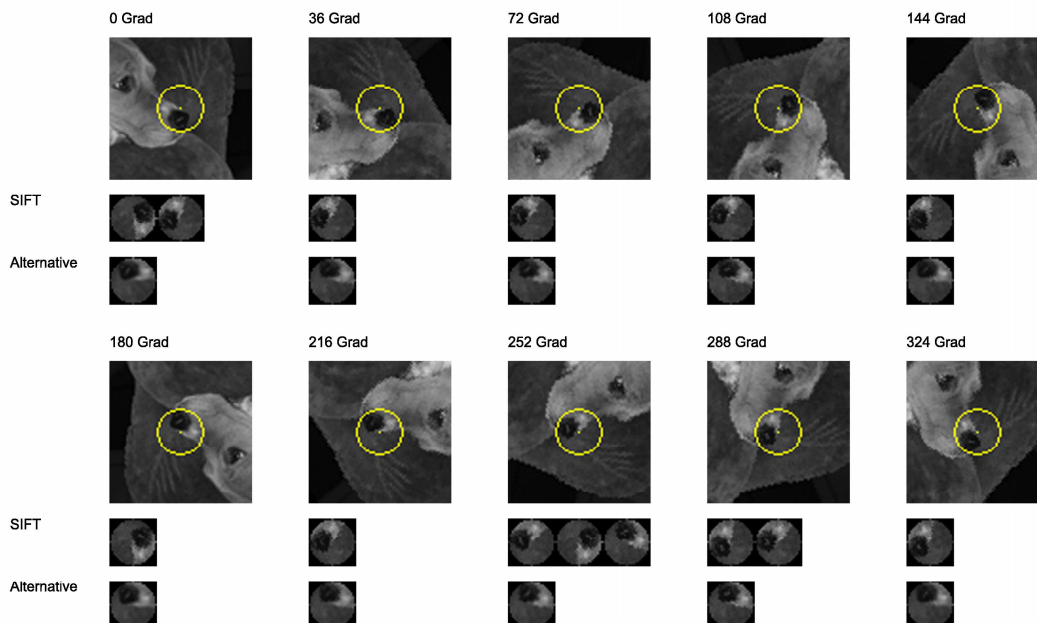 0 Grad 36 Grad 72 Grad 108 Grad 144 Grad
SIFT
Alternative
180 Grad 216 Grad 252 Grad 288 Grad 324 Grad
SIFT
Alternative